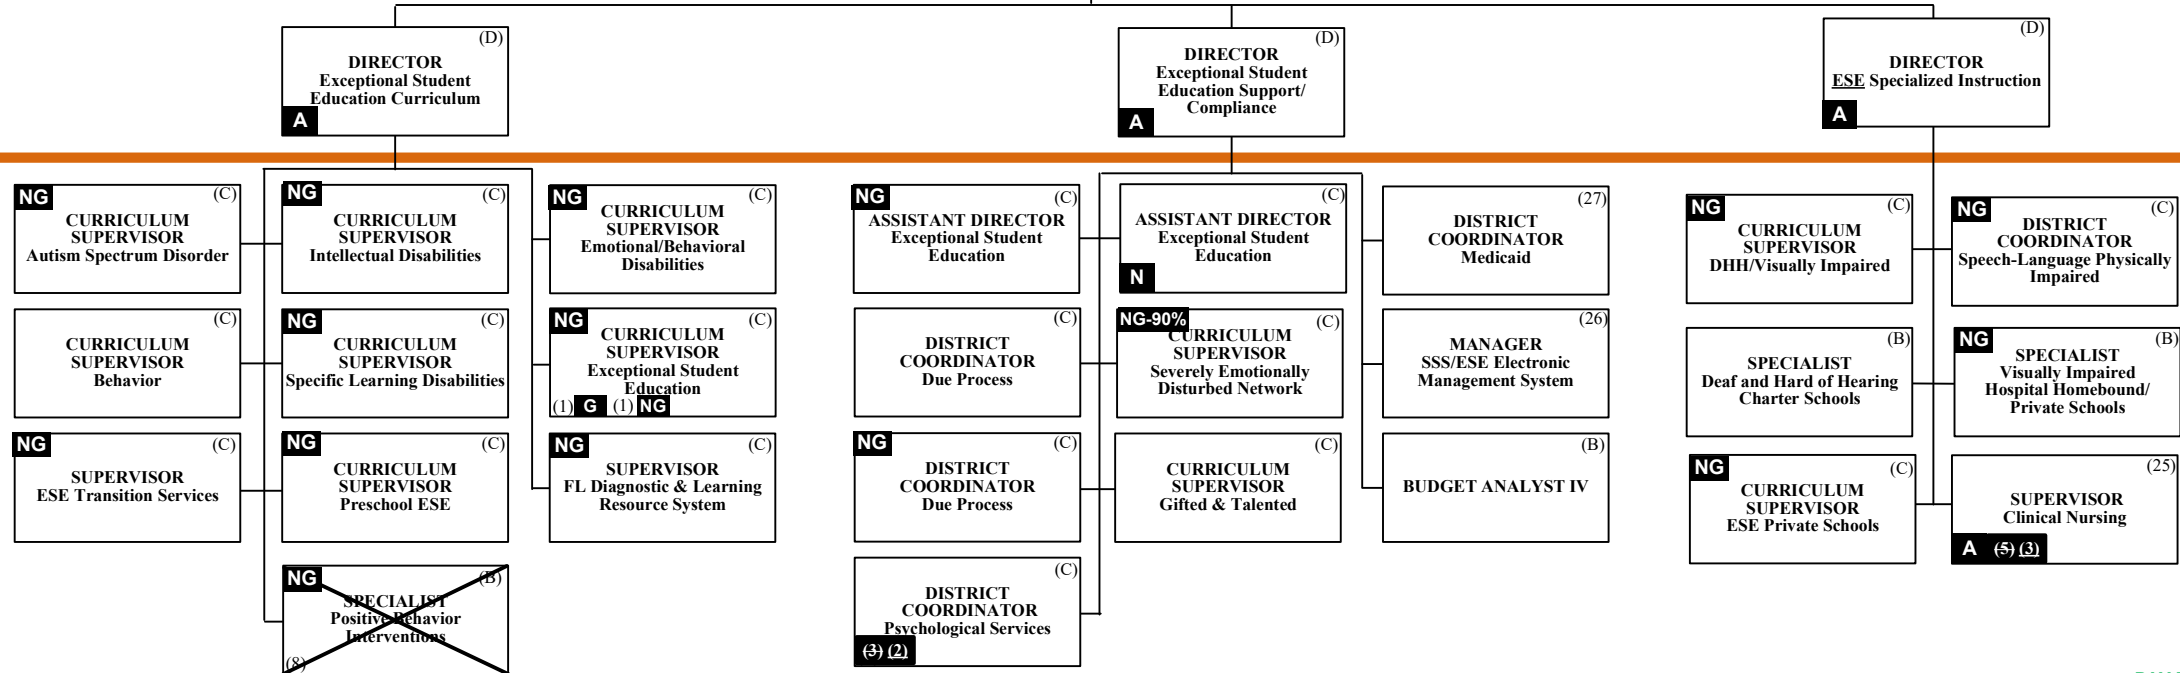 (D)
DIRECTOR
Exceptional Student
Education Curriculum
A
(D)
DIRECTOR
Exceptional Student
Education Support/
Compliance
A
(D)
DIRECTOR
ESE Specialized Instruction
A
NG (C)
CURRICULUM
SUPERVISOR
Autism Spectrum Disorder
NG (C)
CURRICULUM
SUPERVISOR
Intellectual Disabilities
NG (C)
CURRICULUM
SUPERVISOR
Emotional/Behavioral
Disabilities
(C)
CURRICULUM
SUPERVISOR
Behavior
NG (C)
CURRICULUM
SUPERVISOR
Specific Learning Disabilities
NG (C)
CURRICULUM
SUPERVISOR
Exceptional Student
Education
(1) G (1) NG
NG (C)
SUPERVISOR
ESE Transition Services
NG (C)
CURRICULUM
SUPERVISOR
Preschool ESE
NG (C)
SUPERVISOR
FL Diagnostic & Learning
Resource System
NG (B)
SPECIALIST
Positive Behavior
Interventions
(8)
NG (C)
ASSISTANT DIRECTOR
Exceptional Student
Education
(C)
ASSISTANT DIRECTOR
Exceptional Student
Education
N
(27)
DISTRICT
COORDINATOR
Medicaid
(C)
DISTRICT
COORDINATOR
Due Process
NG-90% (C)
CURRICULUM
SUPERVISOR
Severely Emotionally
Disturbed Network
(26)
MANAGER
SSS/ESE Electronic
Management System
NG (C)
DISTRICT
COORDINATOR
Due Process
(C)
CURRICULUM
SUPERVISOR
Gifted & Talented
(B)
BUDGET ANALYST IV
(C)
DISTRICT
COORDINATOR
Psychological Services
(3) (2)
NG (C)
CURRICULUM
SUPERVISOR
DHH/Visually Impaired
NG (C)
DISTRICT
COORDINATOR
Speech-Language Physically
Impaired
(B)
SPECIALIST
Deaf and Hard of Hearing
Charter Schools
NG (B)
SPECIALIST
Visually Impaired
Hospital Homebound/
Private Schools
NG (C)
CURRICULUM
SUPERVISOR
ESE Private Schools
(25)
SUPERVISOR
Clinical Nursing
A (5) (3)